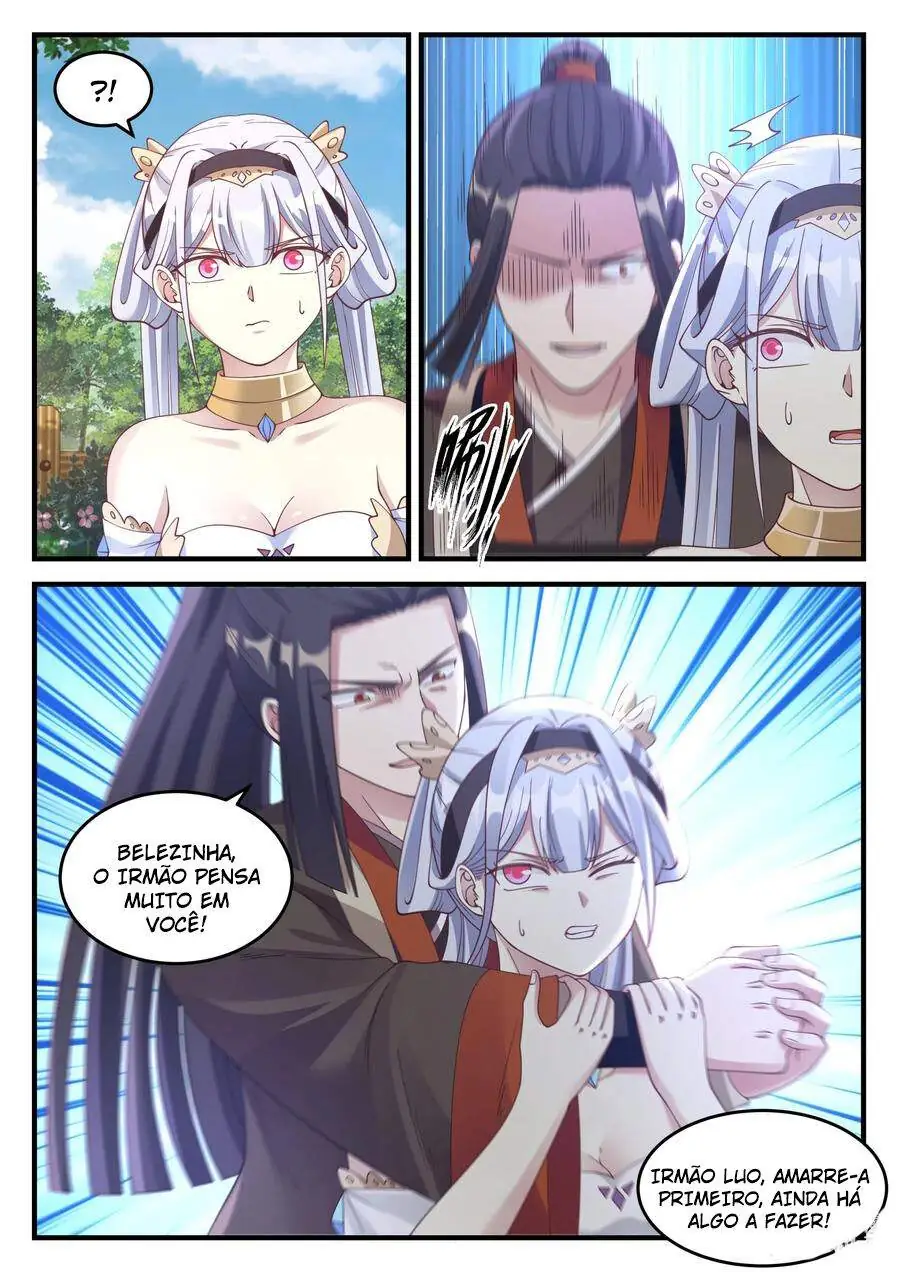 ?!
BELEZINHA,
O IRMÃO PENSA
MUITO EM
VOCÊ!
IRMÃO LUO, AMARRE-A
PRIMEIRO, AINDA HÁ
ALGO A FAZER!